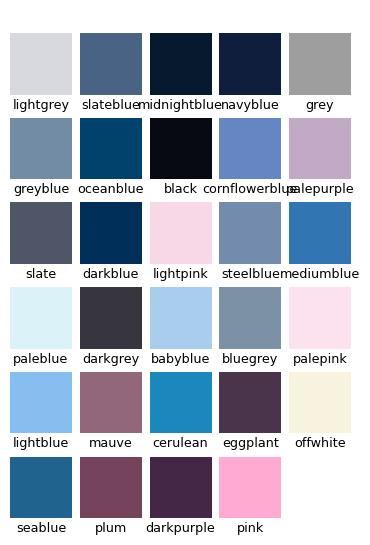 lightgrey slateblue midnightblue navyblue grey
greyblue oceanblue black cornflowerblue palepurple
slate darkblue lightpink steelblue mediumblue
paleblue darkgrey babyblue bluegrey palepink
lightblue mauve cerulean eggplant offwhite
seablue plum darkpurple pink